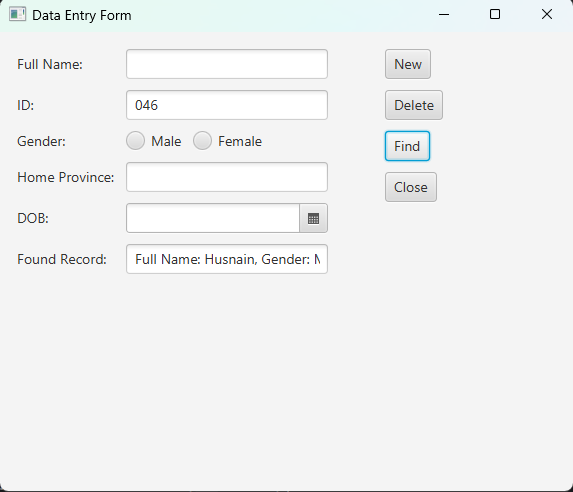 Data Entry Form
Full Name:
New
ID: 046
Delete
Gender: Male Female
Find
Home Province:
Close
DOB:
Found Record: Full Name: Husnain, Gender: M